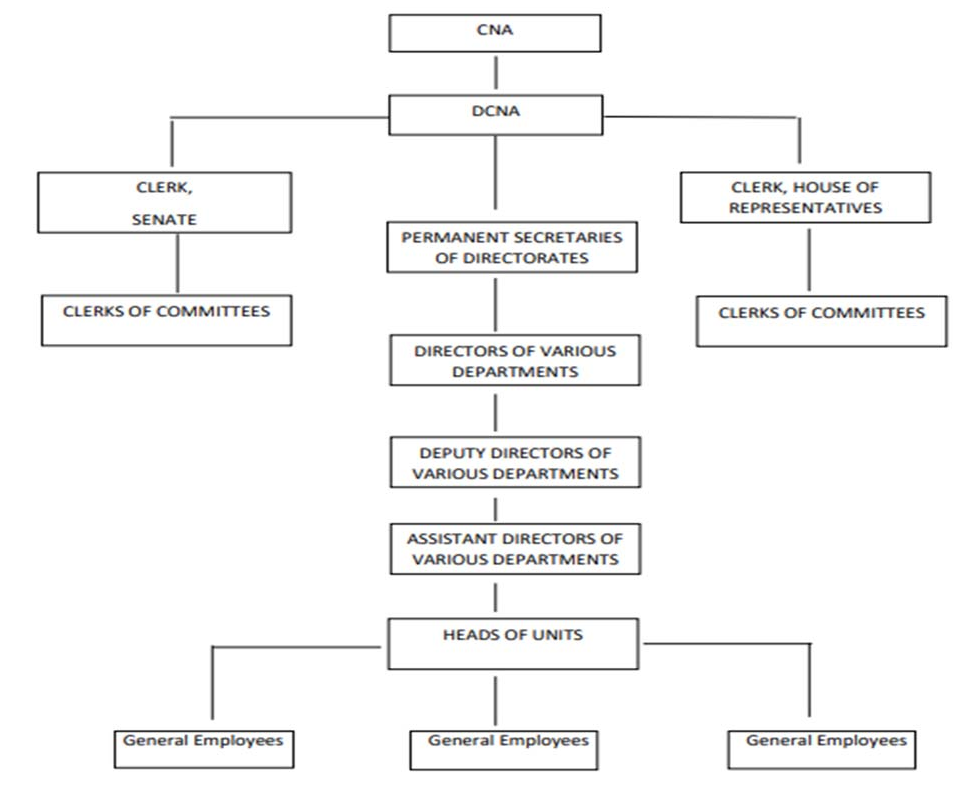 CNA
DCNA
CLERK,
SENATE
CLERK, HOUSE OF
REPRESENTATIVES
PERMANENT SECRETARIES
OF DIRECTORATES
CLERKS OF COMMITTEES
CLERKS OF COMMITTEES
DIRECTORS OF VARIOUS
DEPARTMENTS
DEPUTY DIRECTORS OF
VARIOUS DEPARTMENTS
ASSISTANT DIRECTORS OF
VARIOUS DEPARTMENTS
HEADS OF UNITS
General Employees
General Employees
General Employees